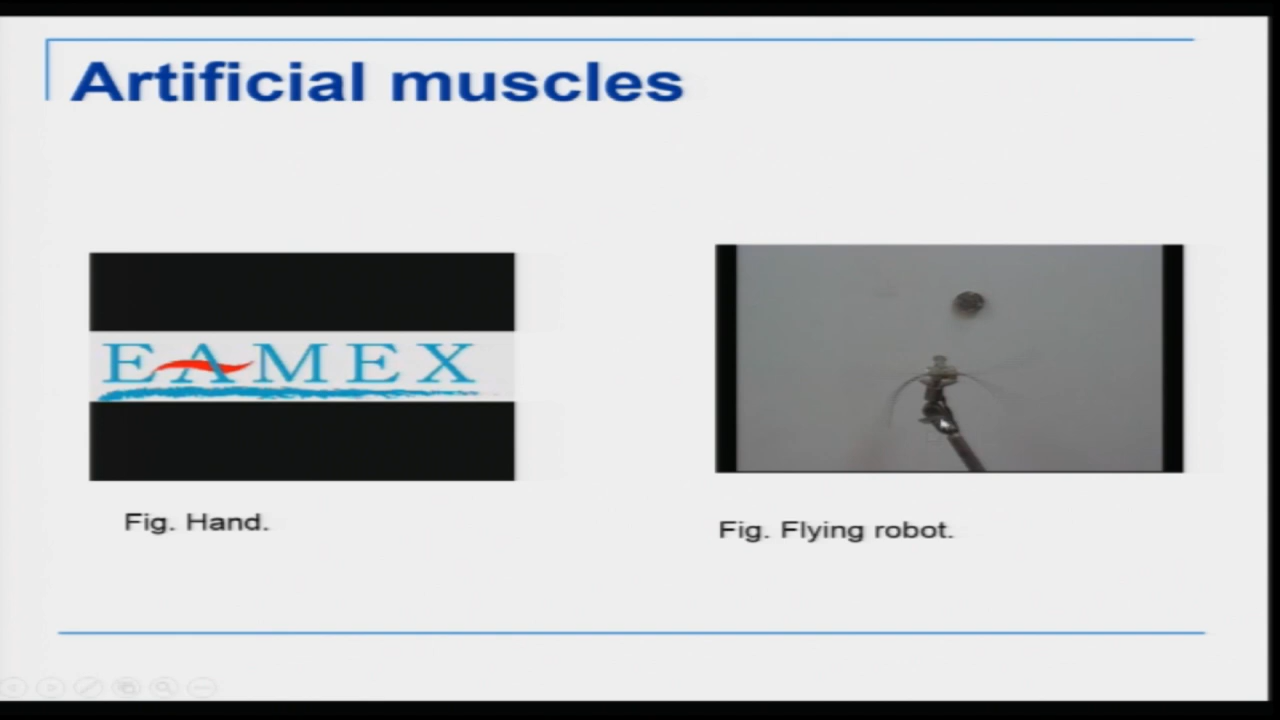 Artificial muscles
EAMEX
Fig. Hand.
Fig. Flying robot.